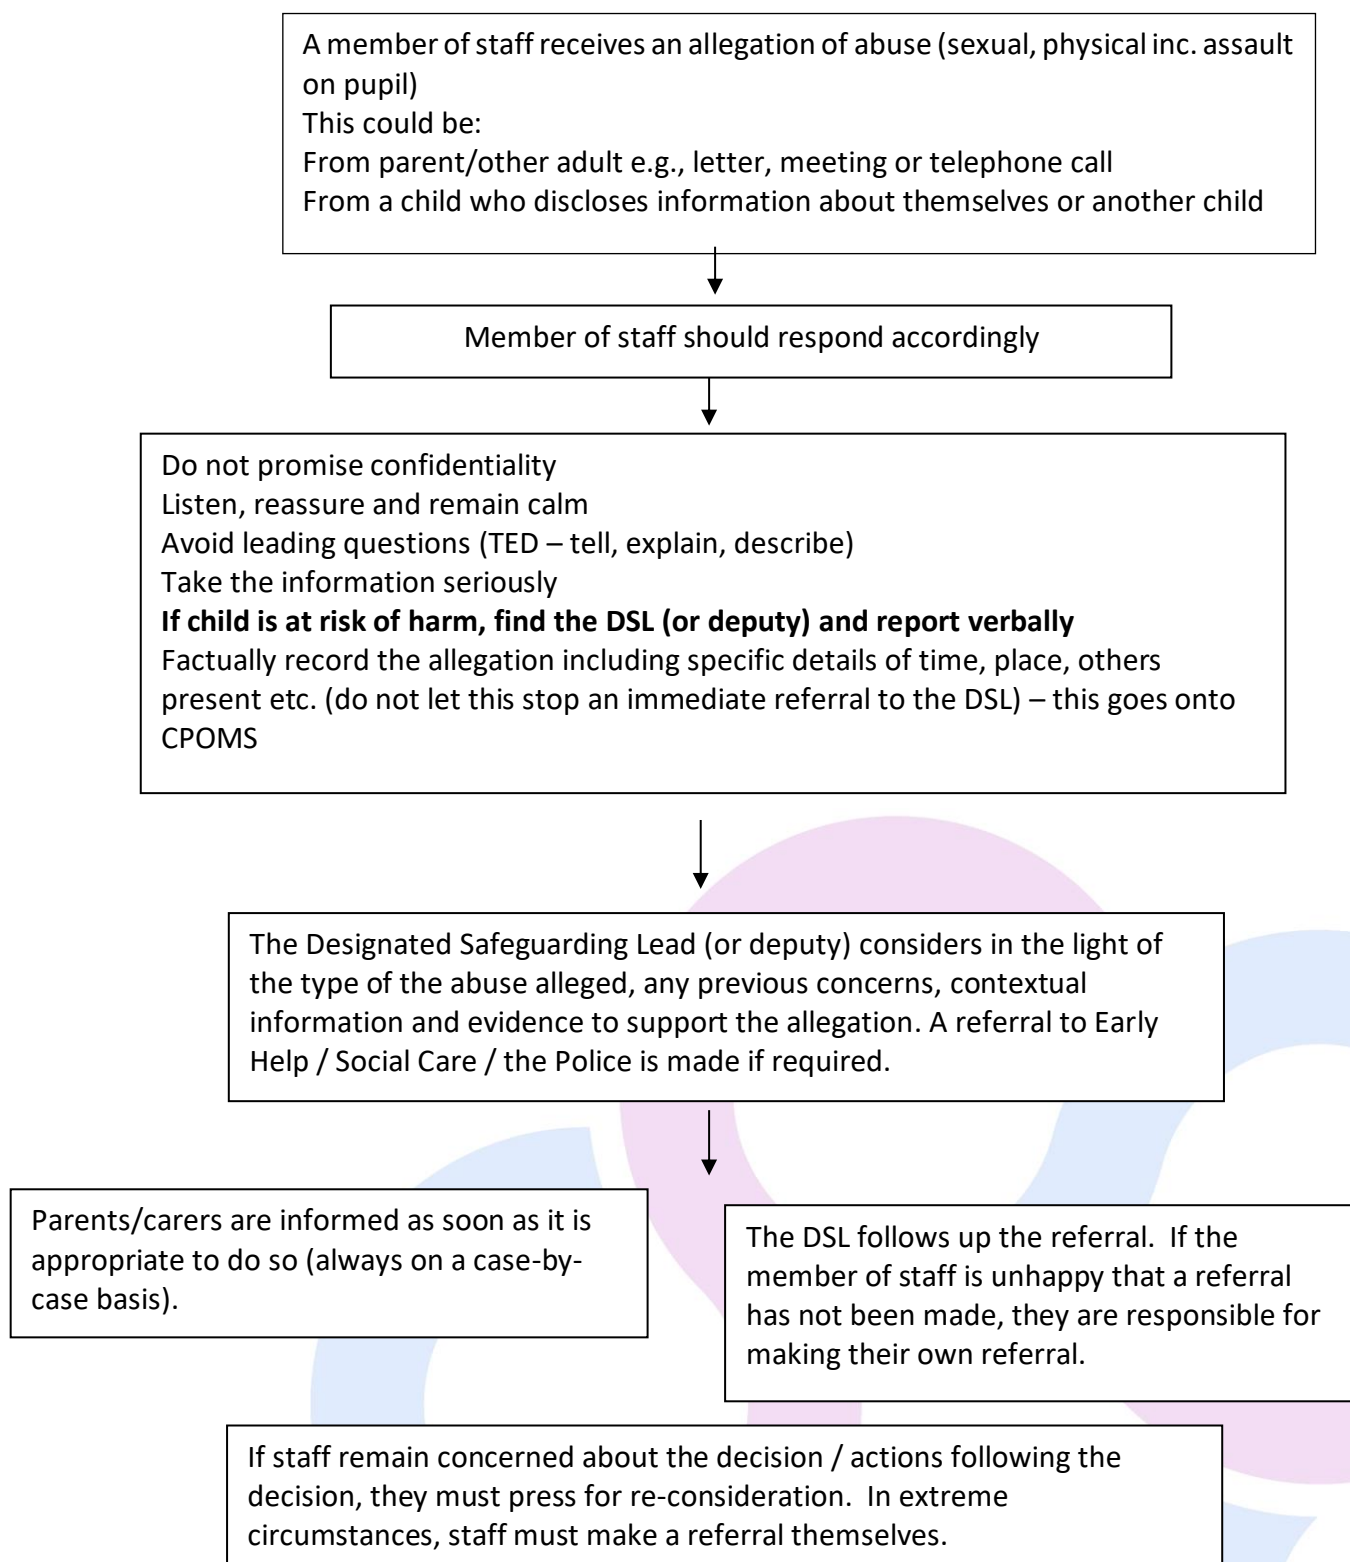 A member of staff receives an allegation of abuse (sexual, physical inc. assault
on pupil)
This could be:
From parent/other adult e.g., letter, meeting or telephone call
From a child who discloses information about themselves or another child
Member of staff should respond accordingly
Do not promise confidentiality
Listen, reassure and remain calm
Avoid leading questions (TED – tell, explain, describe)
Take the information seriously
If child is at risk of harm, find the DSL (or deputy) and report verbally
Factually record the allegation including specific details of time, place, others
present etc. (do not let this stop an immediate referral to the DSL) – this goes onto
CPOMS
The Designated Safeguarding Lead (or deputy) considers in the light of
the type of the abuse alleged, any previous concerns, contextual
information and evidence to support the allegation. A referral to Early
Help / Social Care / the Police is made if required.
Parents/carers are informed as soon as it is
appropriate to do so (always on a case-by-
case basis).
The DSL follows up the referral.  If the
member of staff is unhappy that a referral
has not been made, they are responsible for
making their own referral.
If staff remain concerned about the decision / actions following the
decision, they must press for re-consideration.  In extreme
circumstances, staff must make a referral themselves.